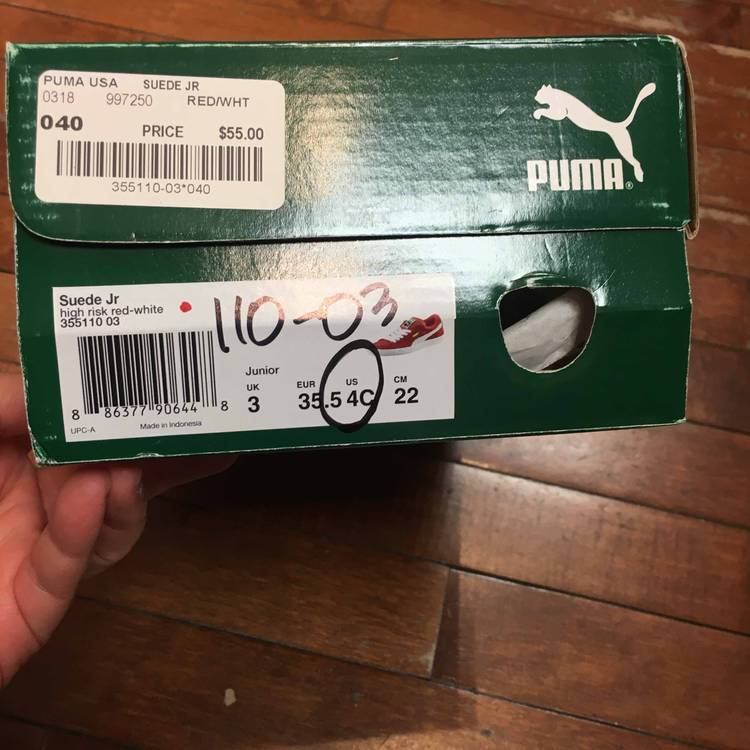 PUMA USA SUEDE JR
0318 997250 RED/WHT
040
PRICE $55.00
355110-03*040
PUMA®
Suede Jr
high risk red-white
355110 03
110-03
Junior
UK EUR US CM
3 35.5 4C 22
8 86377 90644 8
UPC-A Made in Indonesia